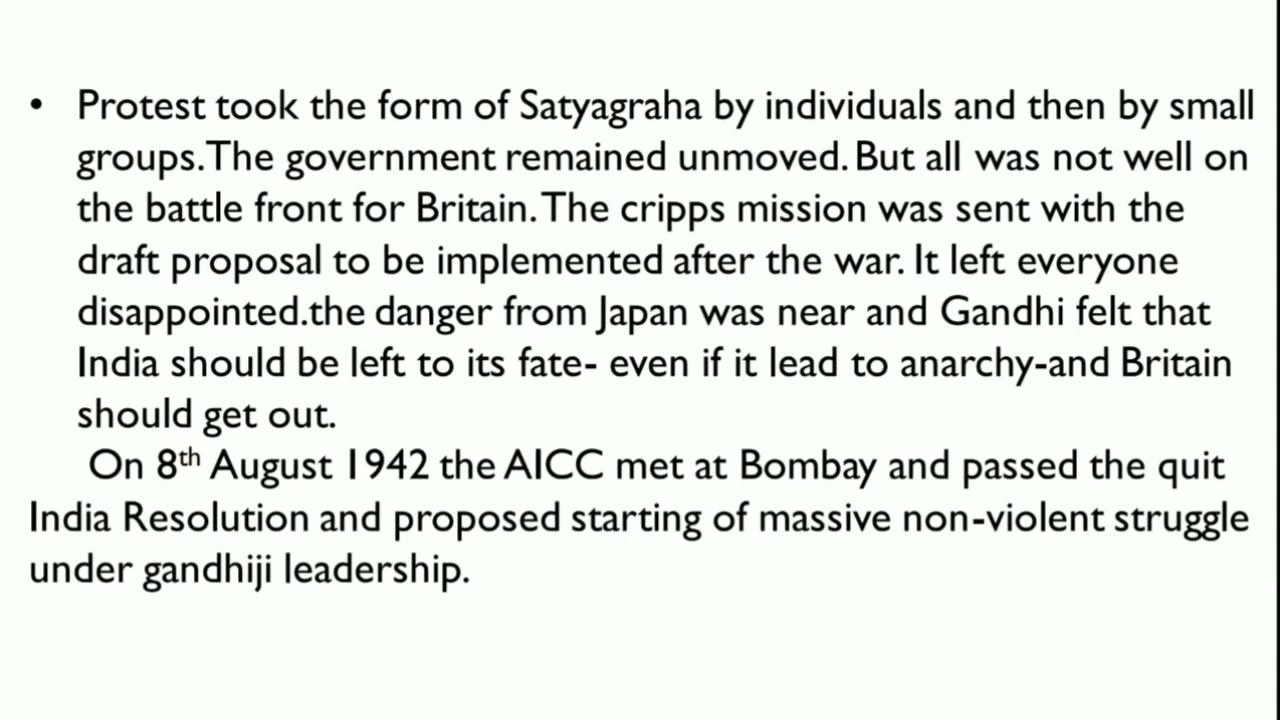 • Protest took the form of Satyagraha by individuals and then by small
groups.The government remained unmoved. But all was not well on
the battle front for Britain.The cripps mission was sent with the
draft proposal to be implemented after the war. It left everyone
disappointed.the danger from Japan was near and Gandhi felt that
India should be left to its fate- even if it lead to anarchy-and Britain
should get out.
On 8th August 1942 the AICC met at Bombay and passed the quit
India Resolution and proposed starting of massive non-violent struggle
under gandhiji leadership.